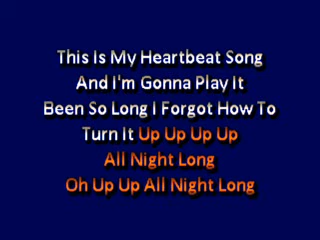 This Is My Heartbeat Song
And I'm Gonna Play It
Been So Long I Forgot How To
Turn It Up Up Up Up
All Night Long
Oh Up Up All Night Long